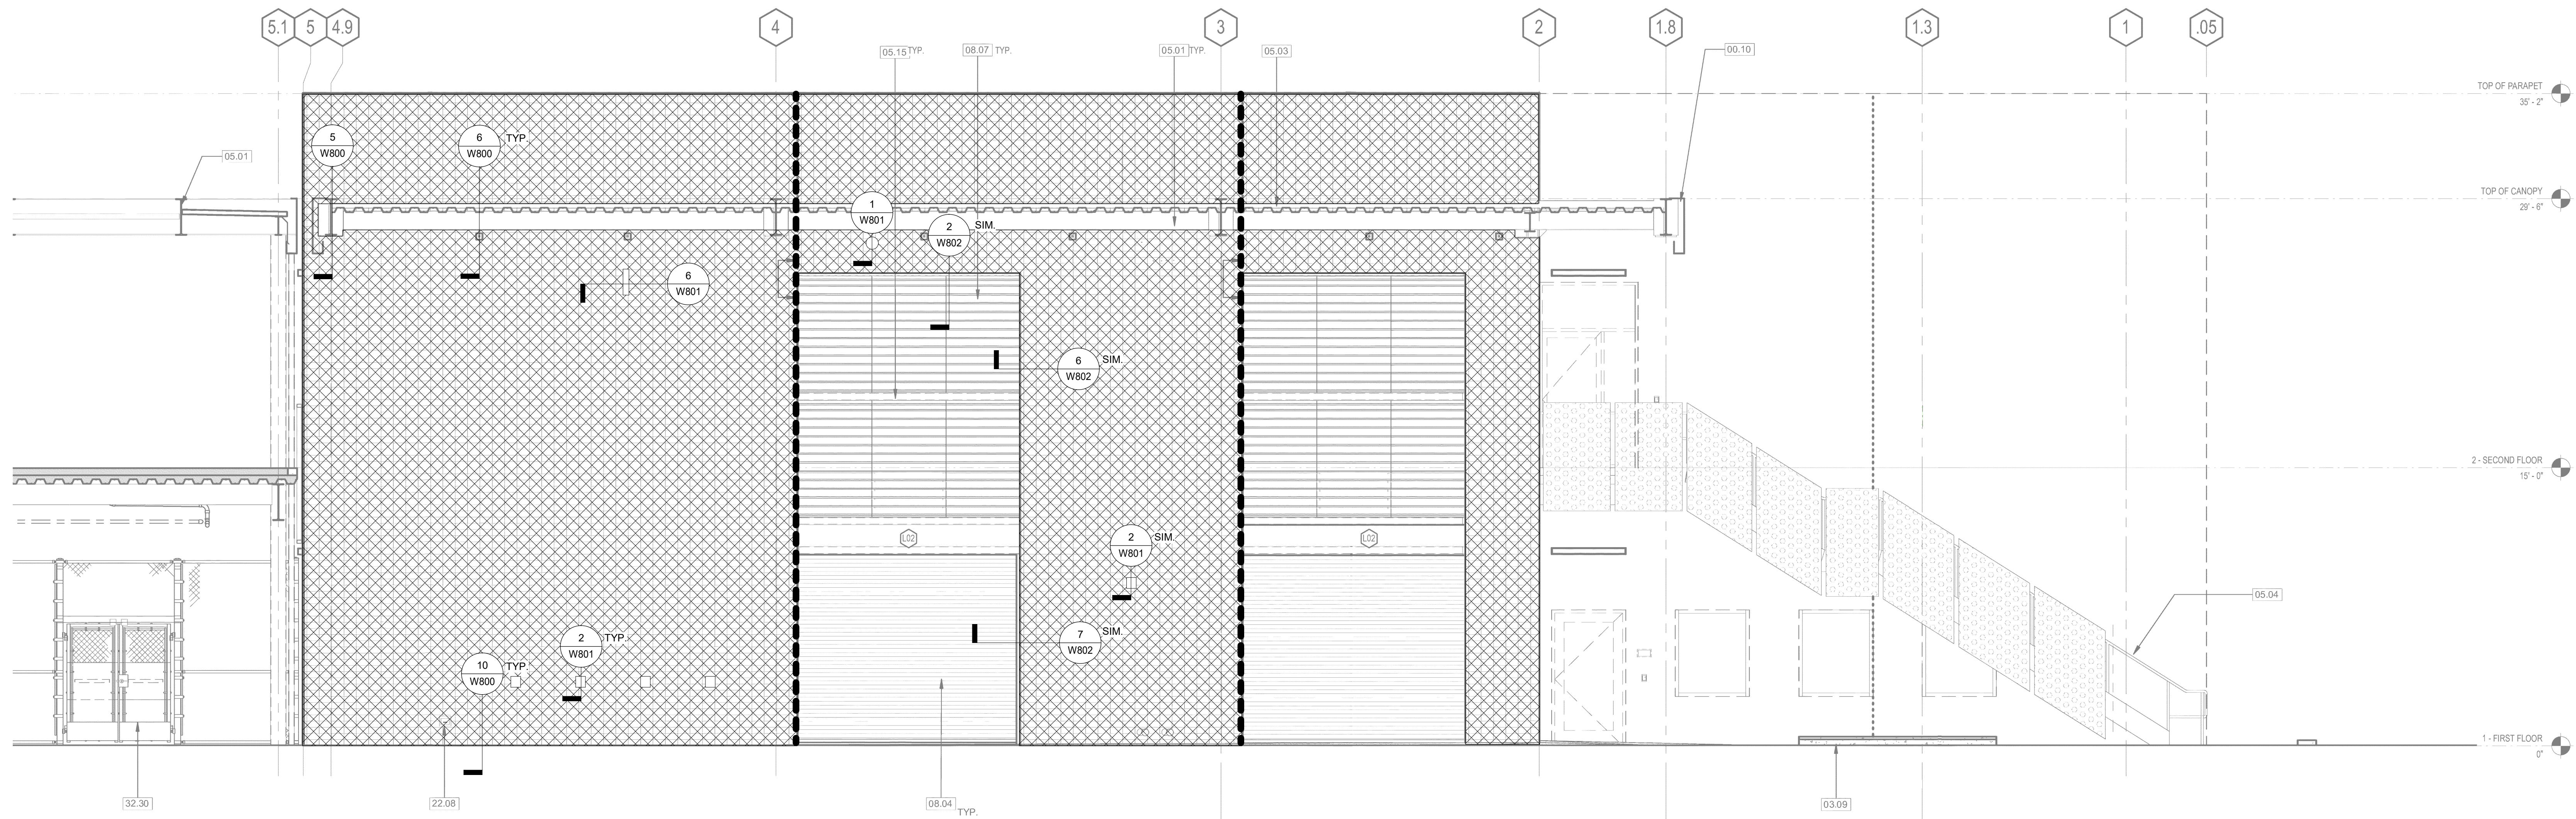 5.1
5
4.9
4
3
2
1.8
1.3
1
.05
05.15 TYP.
08.07 TYP.
05.01 TYP.
05.03
00.10
TOP OF PARAPET
35' - 2"
5
W800
6
W800
TYP.
05.01
TOP OF CANOPY
29' - 6"
1
W801
2
W802
SIM.
6
W801
6
W802
SIM.
2 - SECOND FLOOR
15' - 0"
L02
L02
2
W801
SIM.
05.04
2
W801
TYP.
7
W802
SIM.
10
W800
TYP.
1 - FIRST FLOOR
0"
32.30
22.08
08.04
TYP.
03.09